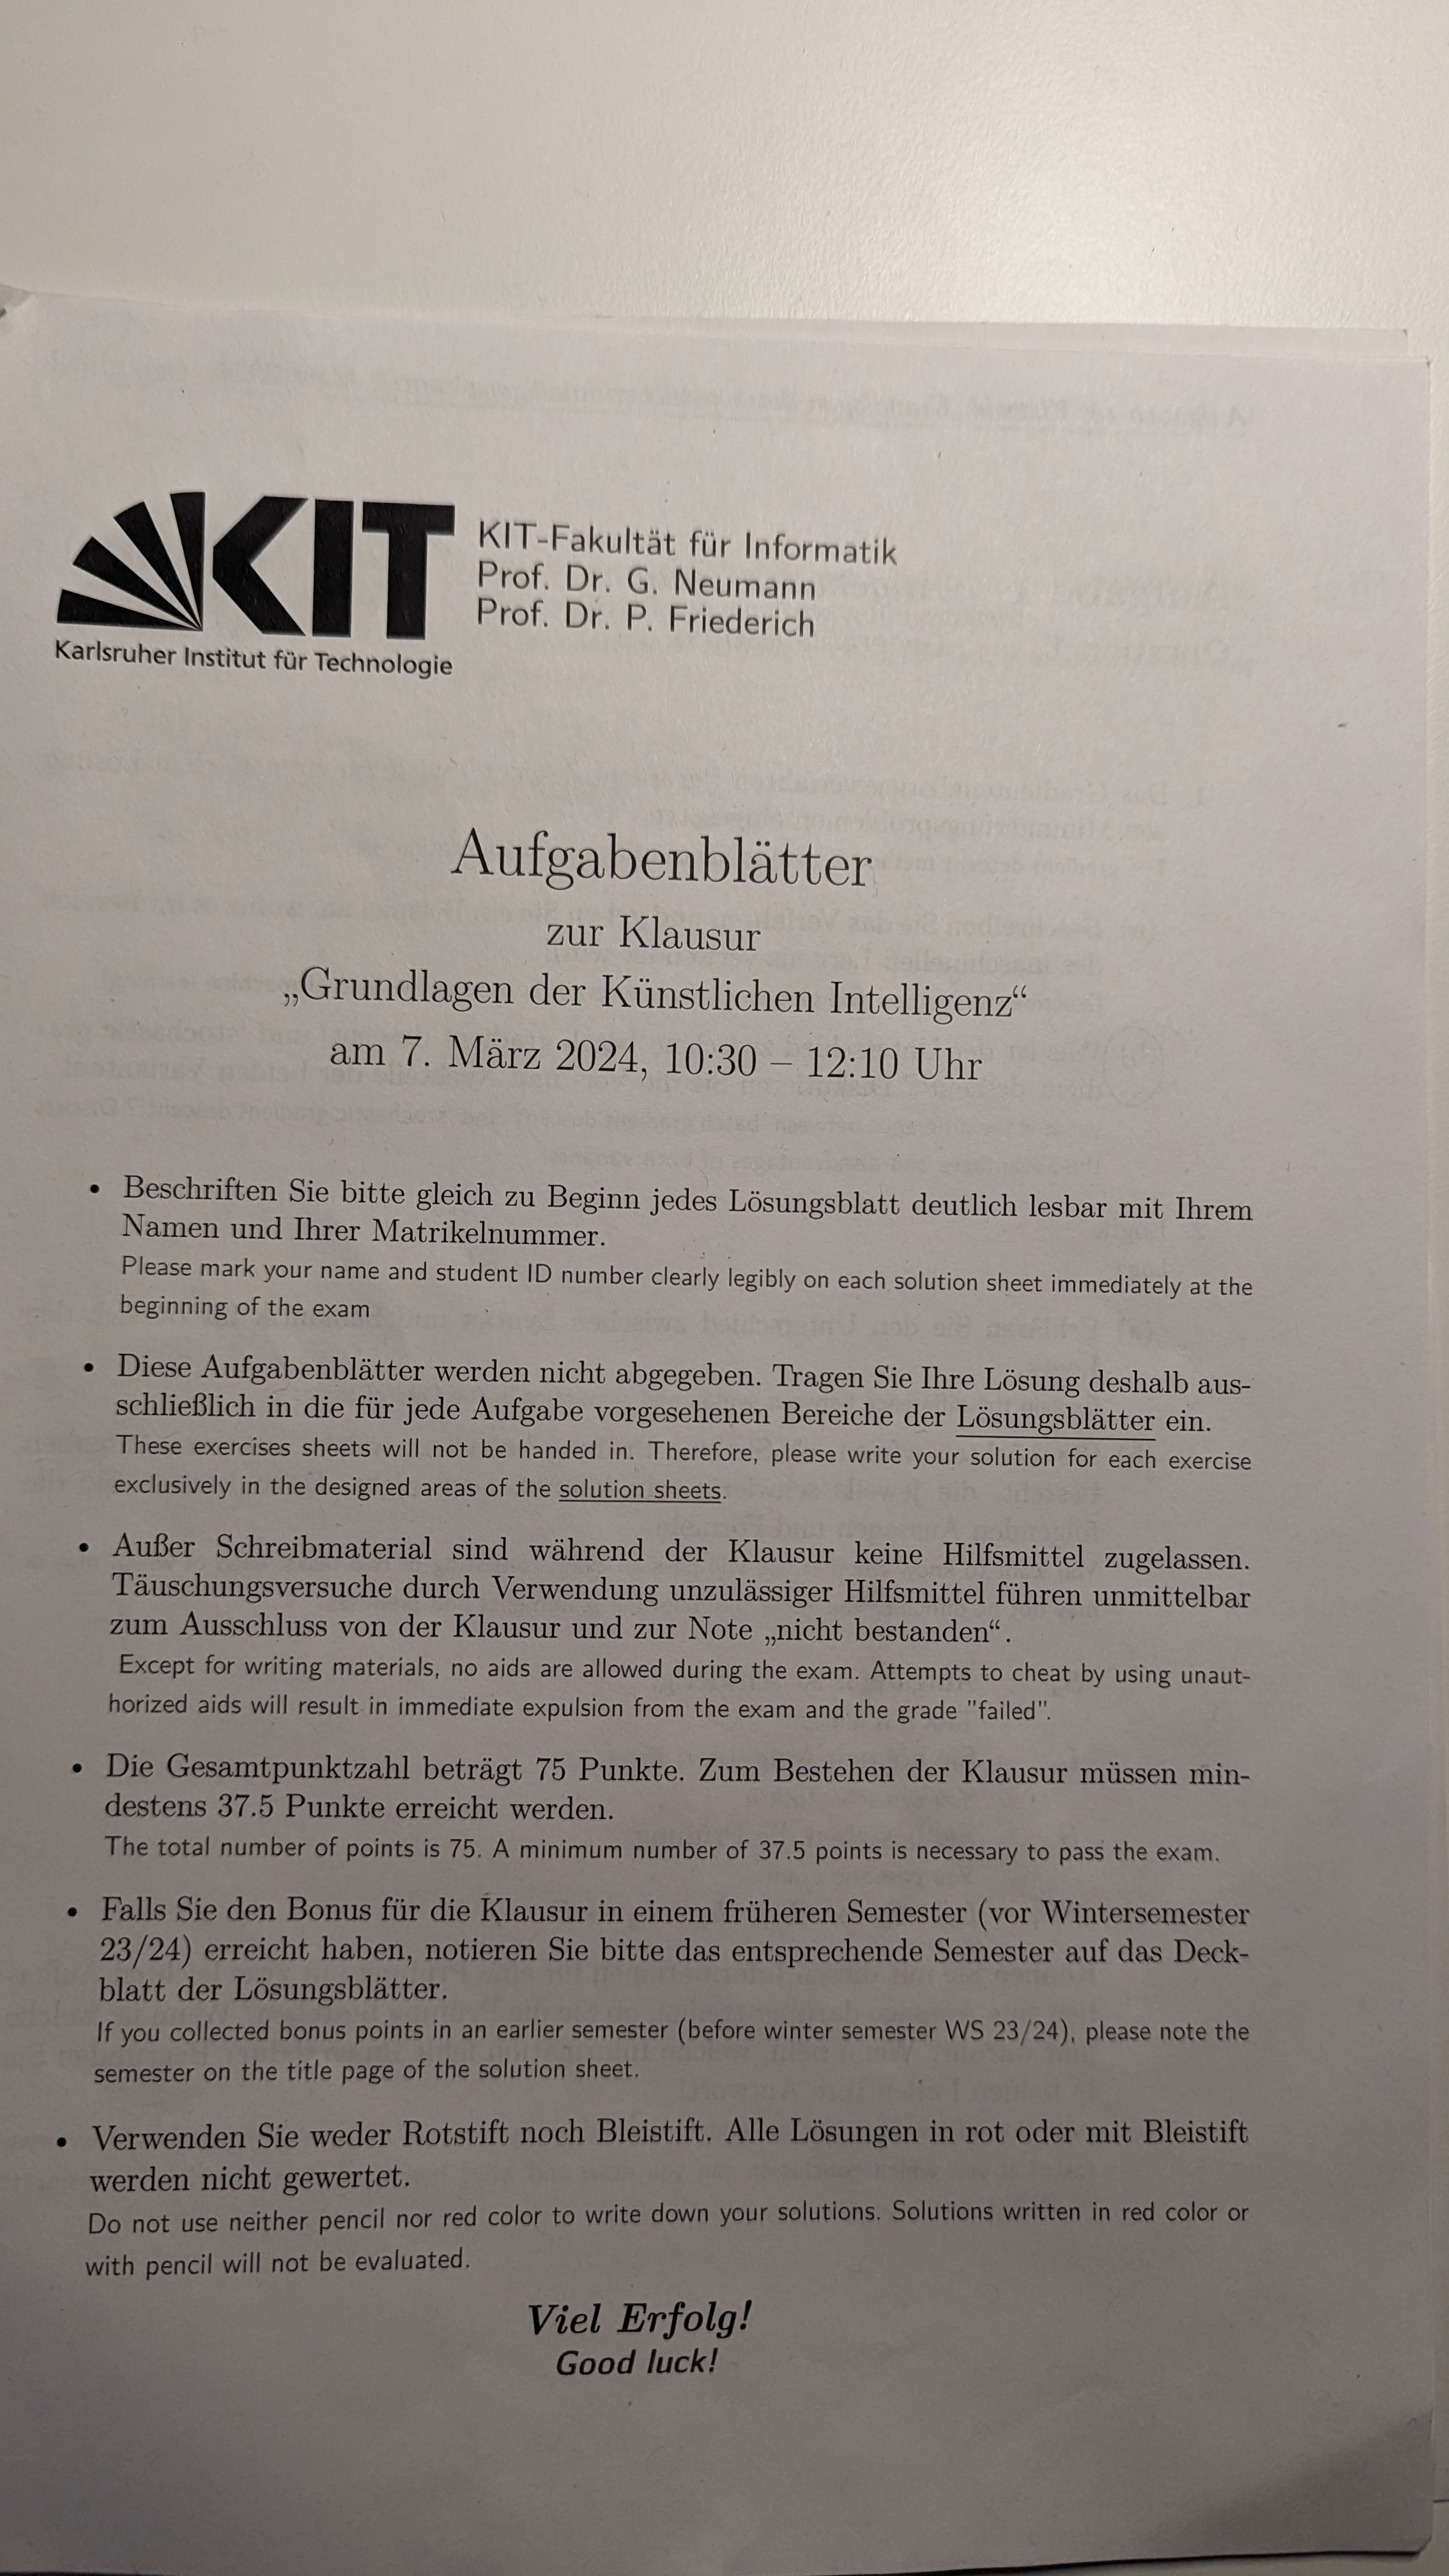 KIT
Karlsruher Institut für Technologie
KIT-Fakultät für Informatik
Prof. Dr. G. Neumann
Prof. Dr. P. Friederich
Aufgabenblätter
zur Klausur
„Grundlagen der Künstlichen Intelligenz“
am 7. März 2024, 10:30 – 12:10 Uhr
• Beschriften Sie bitte gleich zu Beginn jedes Lösungsblatt deutlich lesbar mit Ihrem
Namen und Ihrer Matrikelnummer.
Please mark your name and student ID number clearly legibly on each solution sheet immediately at the
beginning of the exam
• Diese Aufgabenblätter werden nicht abgegeben. Tragen Sie Ihre Lösung deshalb aus-
schließlich in die für jede Aufgabe vorgesehenen Bereiche der Lösungsblätter ein.
These exercises sheets will not be handed in. Therefore, please write your solution for each exercise
exclusively in the designed areas of the solution sheets.
• Außer Schreibmaterial sind während der Klausur keine Hilfsmittel zugelassen.
Täuschungsversuche durch Verwendung unzulässiger Hilfsmittel führen unmittelbar
zum Ausschluss von der Klausur und zur Note „nicht bestanden“.
Except for writing materials, no aids are allowed during the exam. Attempts to cheat by using unaut-
horized aids will result in immediate expulsion from the exam and the grade "failed".
• Die Gesamtpunktzahl beträgt 75 Punkte. Zum Bestehen der Klausur müssen min-
destens 37.5 Punkte erreicht werden.
The total number of points is 75. A minimum number of 37.5 points is necessary to pass the exam.
• Falls Sie den Bonus für die Klausur in einem früheren Semester (vor Wintersemester
23/24) erreicht haben, notieren Sie bitte das entsprechende Semester auf das Deck-
blatt der Lösungsblätter.
If you collected bonus points in an earlier semester (before winter semester WS 23/24), please note the
semester on the title page of the solution sheet.
• Verwenden Sie weder Rotstift noch Bleistift. Alle Lösungen in rot oder mit Bleistift
werden nicht gewertet.
Do not use neither pencil nor red color to write down your solutions. Solutions written in red color or
with pencil will not be evaluated.
Viel Erfolg!
Good luck!